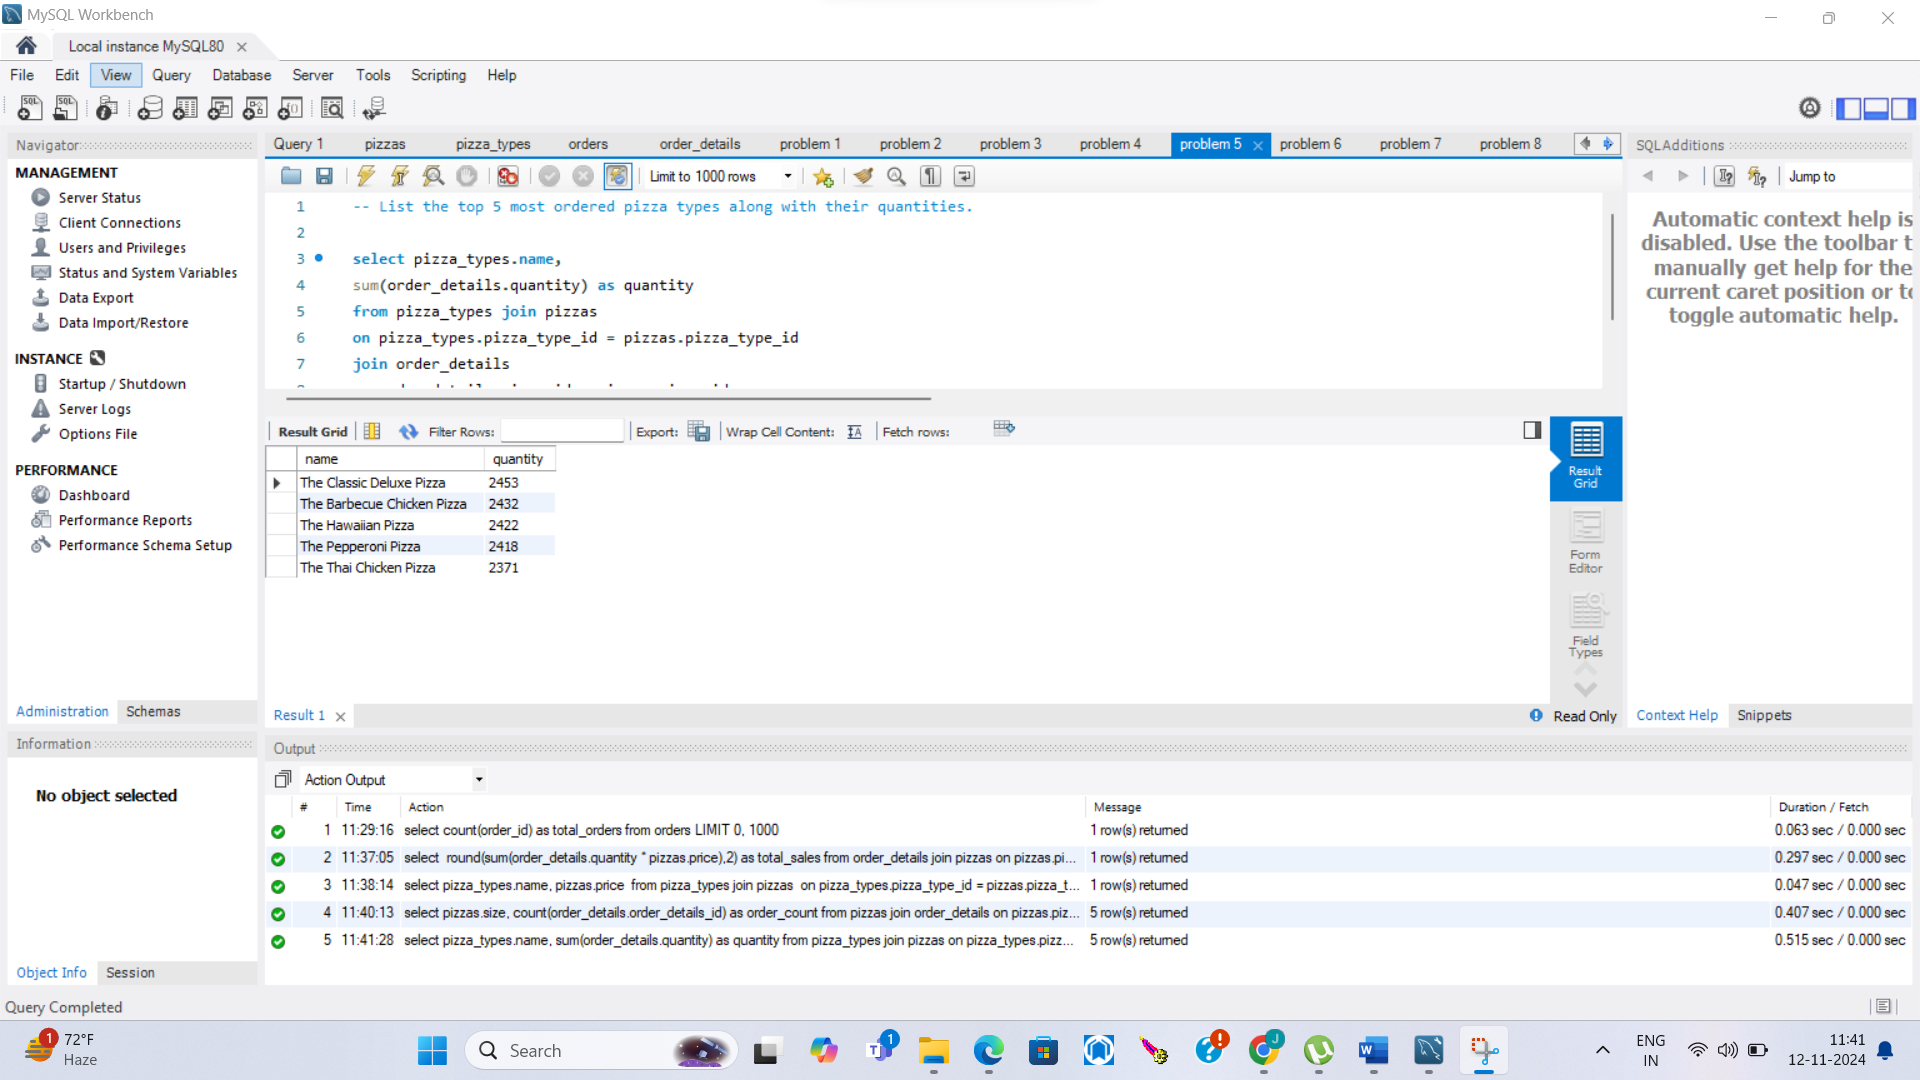 MySQL Workbench
Local instance MySQL80
File Edit View Query Database Server Tools Scripting Help
Navigator
MANAGEMENT
Server Status
Client Connections
Users and Privileges
Status and System Variables
Data Export
Data Import/Restore
INSTANCE
Startup / Shutdown
Server Logs
Options File
PERFORMANCE
Dashboard
Performance Reports
Performance Schema Setup
Administration Schemas
Information
No object selected
Object Info Session
Query Completed
Query 1 pizzas pizza_types orders order_details problem 1 problem 2 problem 3 problem 4 problem 5 problem 6 problem 7 problem 8
Limit to 1000 rows
1 -- List the top 5 most ordered pizza types along with their quantities.
2
3 select pizza_types.name,
4 sum(order_details.quantity) as quantity
5 from pizza_types join pizzas
6 on pizza_types.pizza_type_id = pizzas.pizza_type_id
7 join order_details
Result Grid Filter Rows: Export: Wrap Cell Content: Fetch rows:
name quantity
The Classic Deluxe Pizza 2453
The Barbecue Chicken Pizza 2432
The Hawaiian Pizza 2422
The Pepperoni Pizza 2418
The Thai Chicken Pizza 2371
Result
Grid
Form
Editor
Field
Types
Result 1
Read Only
SQLAdditions
Jump to
Automatic context help is
disabled. Use the toolbar t
manually get help for the
current caret position or to
toggle automatic help.
Context Help Snippets
Output
Action Output
# Time Action Message Duration / Fetch
1 11:29:16 select count(order_id) as total_orders from orders LIMIT 0, 1000 1 row(s) returned 0.063 sec / 0.000 sec
2 11:37:05 select round(sum(order_details.quantity * pizzas.price),2) as total_sales from order_details join pizzas on pizzas.pi... 1 row(s) returned 0.297 sec / 0.000 sec
3 11:38:14 select pizza_types.name, pizzas.price from pizza_types join pizzas on pizza_types.pizza_type_id = pizzas.pizza_t... 1 row(s) returned 0.047 sec / 0.000 sec
4 11:40:13 select pizzas.size, count(order_details.order_details_id) as order_count from pizzas join order_details on pizzas.piz... 5 row(s) returned 0.407 sec / 0.000 sec
5 11:41:28 select pizza_types.name, sum(order_details.quantity) as quantity from pizza_types join pizzas on pizza_types.pizz... 5 row(s) returned 0.515 sec / 0.000 sec
1
72°F
Haze
Search
1
J
ENG
IN
11:41
12-11-2024